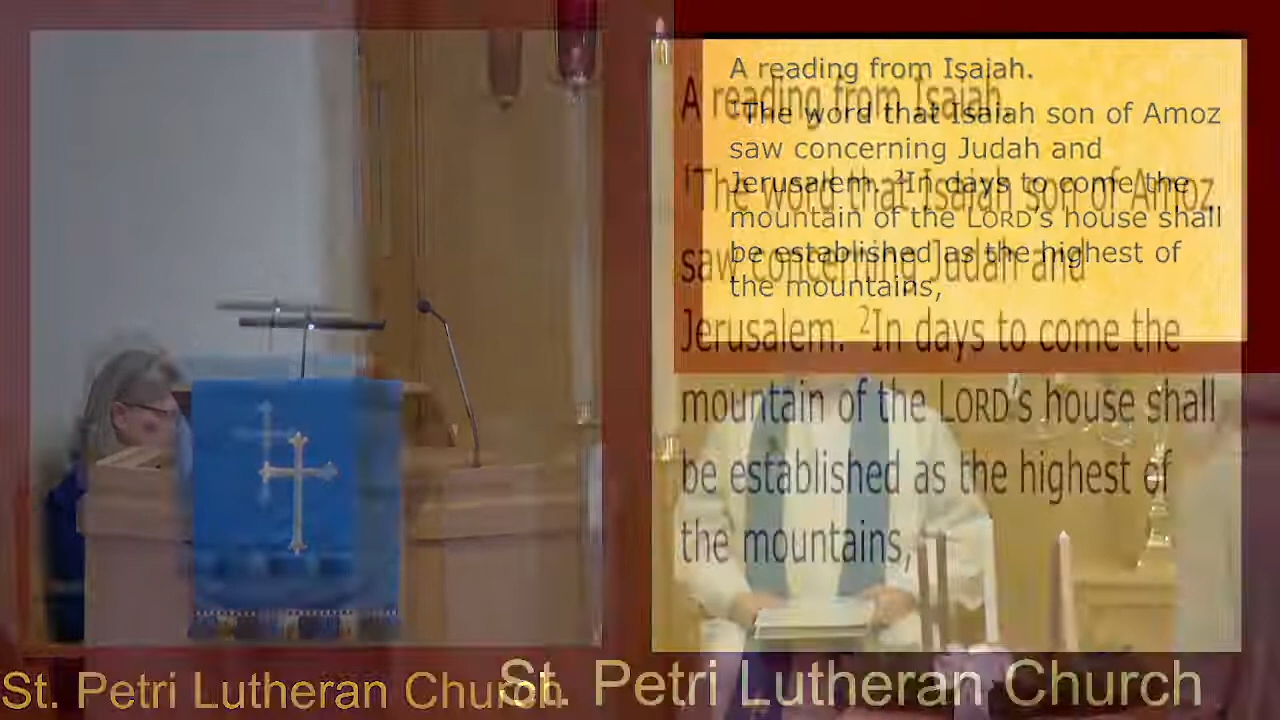 A reading from Isaiah.
¹The word that Isaiah son of Amoz
saw concerning Judah and
Jerusalem. ²In days to come the
mountain of the LORD's house shall
be established as the highest of
the mountains,
A reading from Isaiah.
¹The word that Isaiah son of Amoz
saw concerning Judah and
Jerusalem. ²In days to come the
mountain of the LORD's house shall
be established as the highest of
the mountains,
St. Petri Lutheran Church
St. Petri Lutheran Church